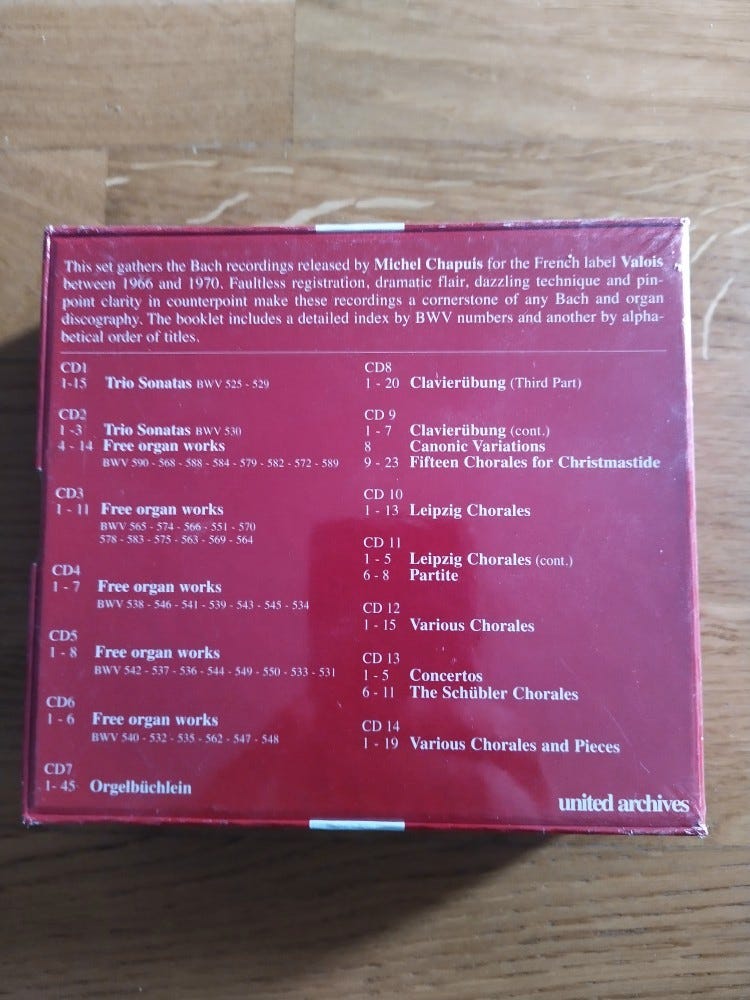 This set gathers the Bach recordings released by Michel Chapuis for the French label Valois
between 1966 and 1970. Faultless registration, dramatic flair, dazzling technique and pin-
point clarity in counterpoint make these recordings a cornerstone of any Bach and organ
discography. The booklet includes a detailed index by BWV numbers and another by alpha-
betical order of titles.
CD1
1-15 Trio Sonatas BWV 525 - 529
CD2
1 -3 Trio Sonatas BWV 530
4 - 14 Free organ works
BWV 590 - 568 - 588 - 584 - 579 - 582 - 572 - 589
CD3
1 - 11 Free organ works
BWV 565 - 574 - 566 - 551 - 570
578 - 583 - 575 - 563 - 569 - 564
CD4
1 - 7 Free organ works
BWV 538 - 546 - 541 - 539 - 543 - 545 - 534
CD5
1 - 8 Free organ works
BWV 542 - 537 - 536 - 544 - 549 - 550 - 533 - 531
CD6
1 - 6 Free organ works
BWV 540 - 532 - 535 - 562 - 547 - 548
CD7
1- 45 Orgelbüchlein
CD8
1 - 20 Clavierübung (Third Part)
CD 9
1 - 7 Clavierübung (cont.)
8 Canonic Variations
9 - 23 Fifteen Chorales for Christmastide
CD 10
1 - 13 Leipzig Chorales
CD 11
1 - 5 Leipzig Chorales (cont.)
6 - 8 Partite
CD 12
1 - 15 Various Chorales
CD 13
1 - 5 Concertos
6 - 11 The Schübler Chorales
CD 14
1 - 19 Various Chorales and Pieces
united archives